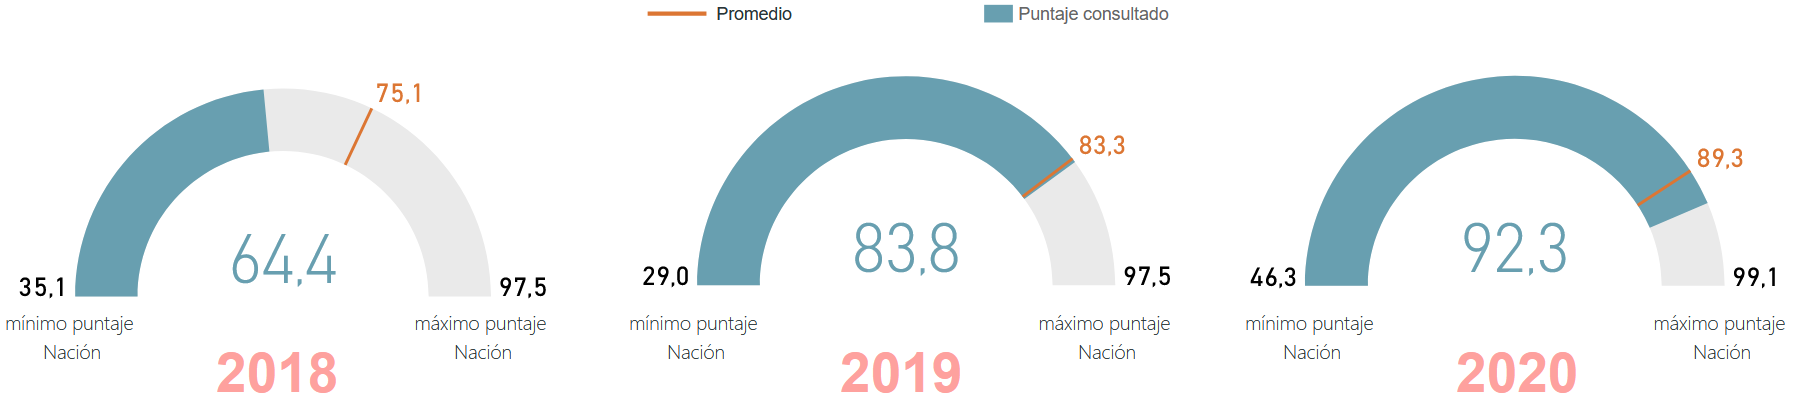 Promedio
Puntaje consultado
75,1
64,4
35,1
97,5
mínimo puntaje
Nación
máximo puntaje
Nación
2018
83,3
83,8
29,0
97,5
mínimo puntaje
Nación
máximo puntaje
Nación
2019
89,3
92,3
46,3
99,1
mínimo puntaje
Nación
máximo puntaje
Nación
2020